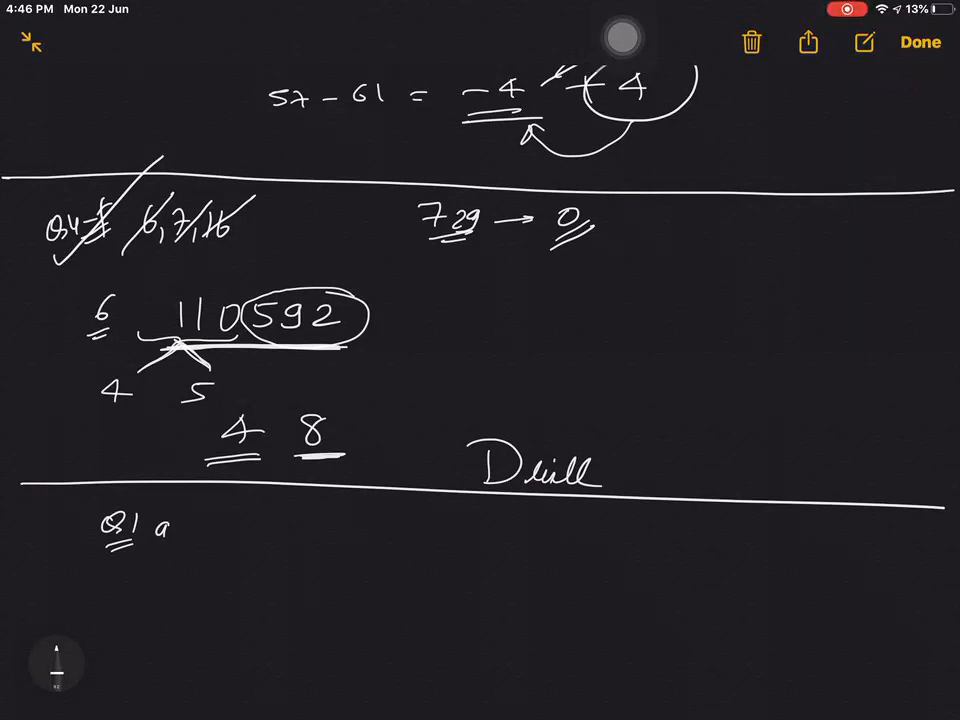 4:46 PM Mon 22 Jun 13%
Done
57 - 61 = -4 + 4
Q4 6, 7, 16 729 → 0
6 110592
4 5
4 8
Drill
Q1 a